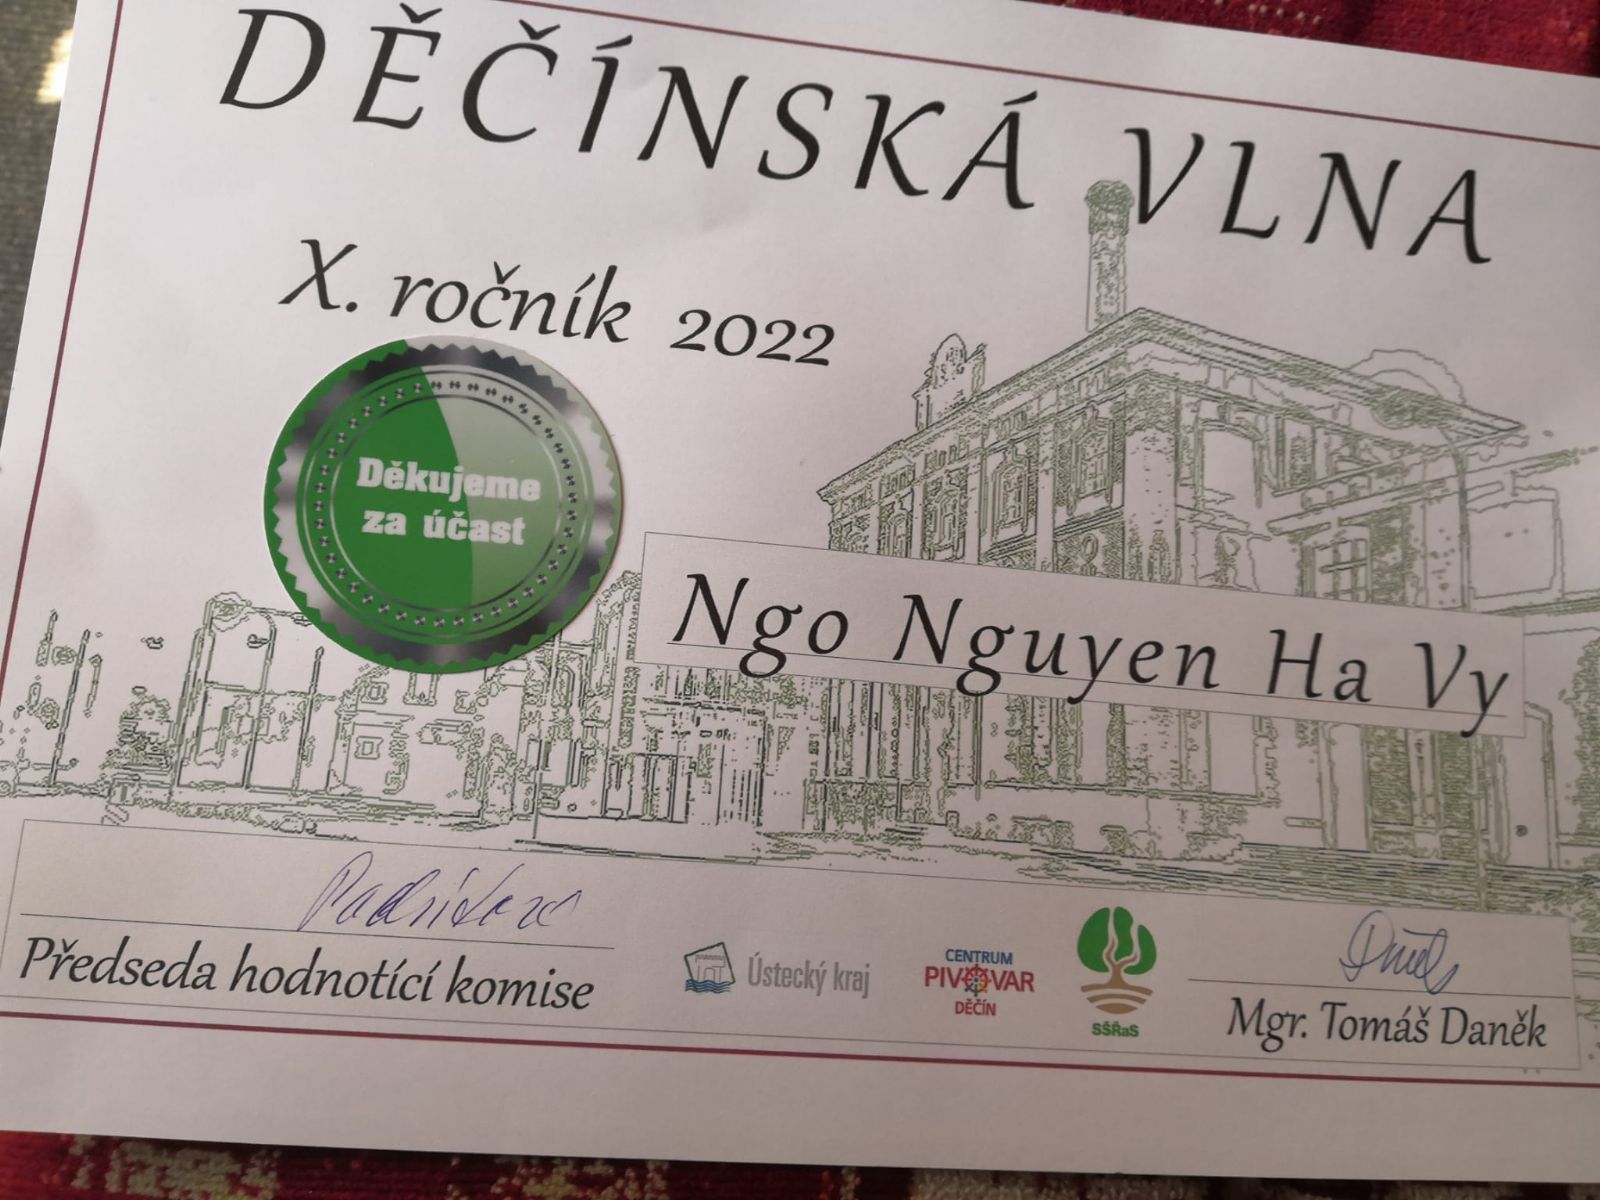 DĚČÍNSKÁ VLNA
X. ročník 2022
Děkujeme
za účast
Ngo Nguyen Ha Vy
Předseda hodnotící komise
Ústecký kraj
CENTRUM
PIVOVAR
DĚČÍN
SŠŘaS
Mgr. Tomáš Daněk